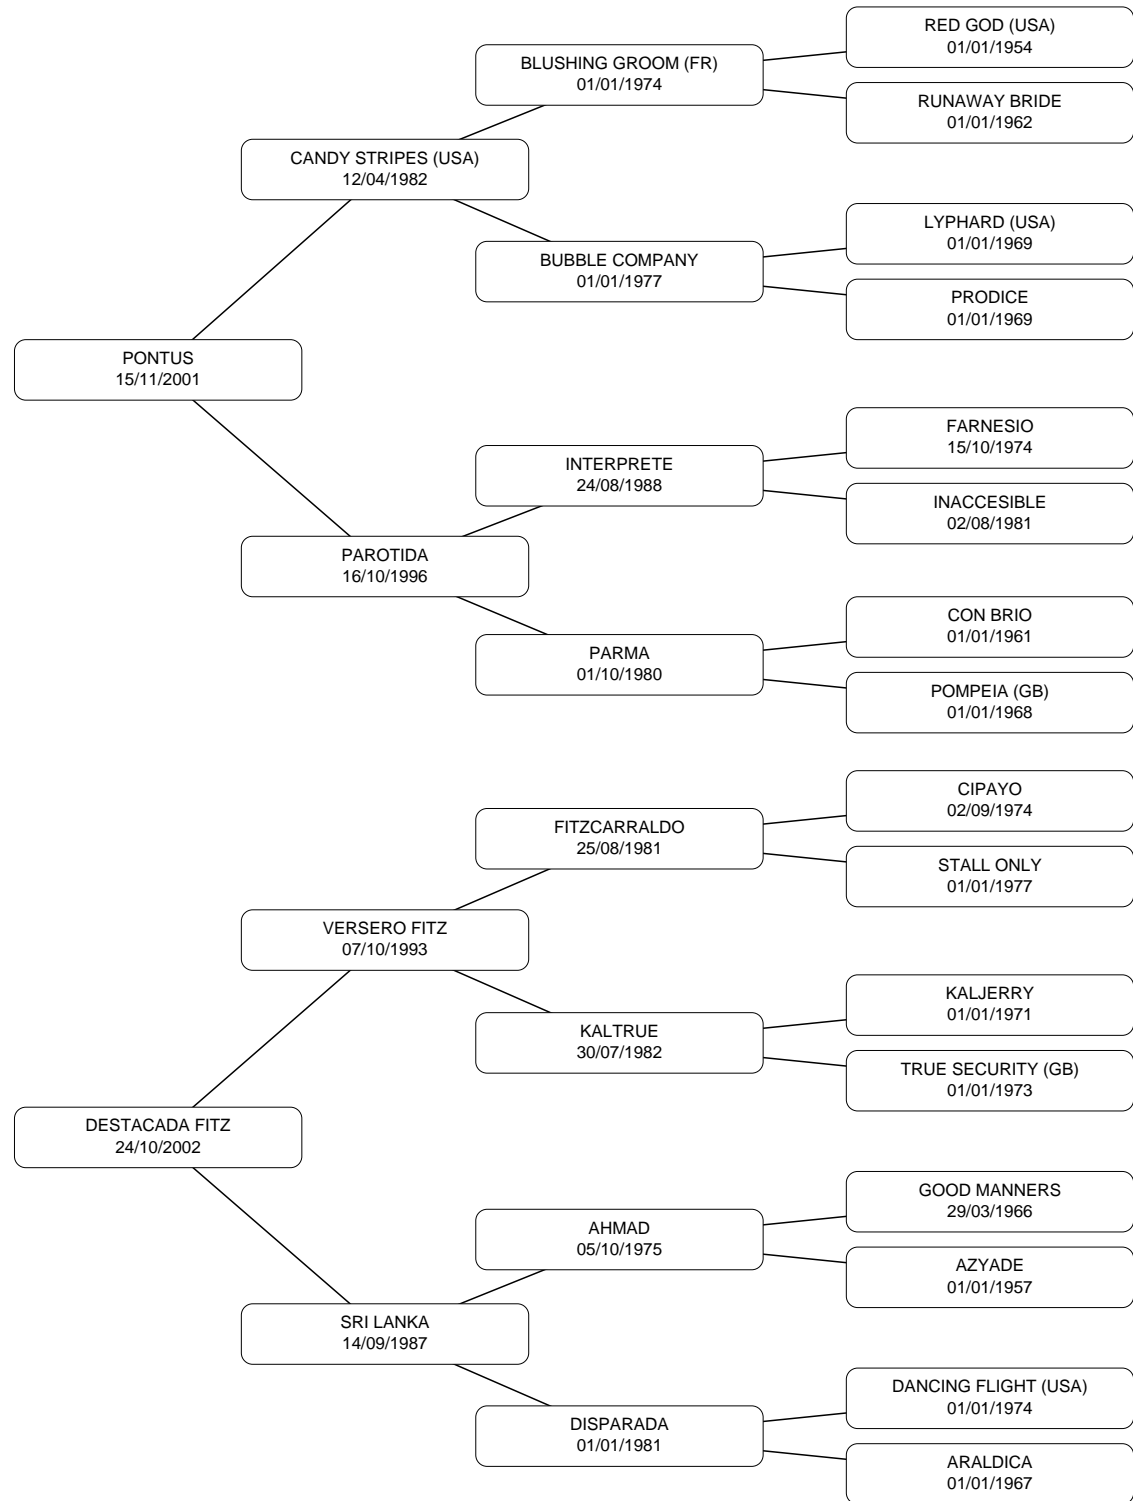 RED GOD (USA)
01/01/1954
BLUSHING GROOM (FR)
01/01/1974
RUNAWAY BRIDE
01/01/1962
CANDY STRIPES (USA)
12/04/1982
LYPHARD (USA)
01/01/1969
BUBBLE COMPANY
01/01/1977
PRODICE
01/01/1969
PONTUS
15/11/2001
FARNESIO
15/10/1974
INTERPRETE
24/08/1988
INACCESIBLE
02/08/1981
PAROTIDA
16/10/1996
CON BRIO
01/01/1961
PARMA
01/10/1980
POMPEIA (GB)
01/01/1968
CIPAYO
02/09/1974
FITZCARRALDO
25/08/1981
STALL ONLY
01/01/1977
VERSERO FITZ
07/10/1993
KALJERRY
01/01/1971
KALTRUE
30/07/1982
TRUE SECURITY (GB)
01/01/1973
DESTACADA FITZ
24/10/2002
GOOD MANNERS
29/03/1966
AHMAD
05/10/1975
AZYADE
01/01/1957
SRI LANKA
14/09/1987
DANCING FLIGHT (USA)
01/01/1974
DISPARADA
01/01/1981
ARALDICA
01/01/1967